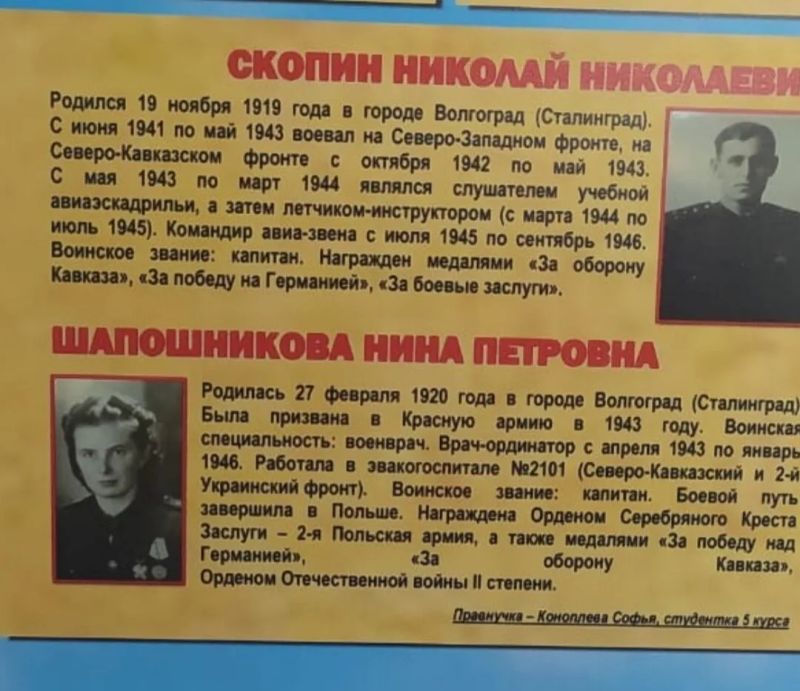 СКОПИН НИКОЛАЙ НИКОЛАЕВИ
Родился 19 ноября 1919 года в городе Волгоград (Сталинград).
С июня 1941 по май 1943 воевал на Северо-Западном фронте, на
Северо-Кавказском фронте с октября 1942 по май 1943.
С мая 1943 по март 1944 являлся слушателем учебной
авиаэскадрильи, а затем летчиком-инструктором (с марта 1944 по
июль 1945). Командир авиа-звена с июля 1945 по сентябрь 1946.
Воинское звание: капитан. Награжден медалями «За оборону
Кавказа», «За победу на Германией», «За боевые заслуги».
ШАПОШНИКОВА НИНА ПЕТРОВНА
Родилась 27 февраля 1920 года в городе Волгоград (Сталинград)
Была призвана в Красную армию в 1943 году. Воинская
специальность: военврач. Врач-ординатор с апреля 1943 по январь
1946. Работала в эвакогоспитале №2101 (Северо-Кавказский и 2-й
Украинский фронт). Воинское звание: капитан. Боевой путь
завершила в Польше. Награждена Орденом Серебряного Креста
Заслуги – 2-я Польская армия, а также медалями «За победу над
Германией», «За оборону Кавказа»,
Орденом Отечественной войны II степени.
Правнучка – Коноплева Софья, студентка 5 курса